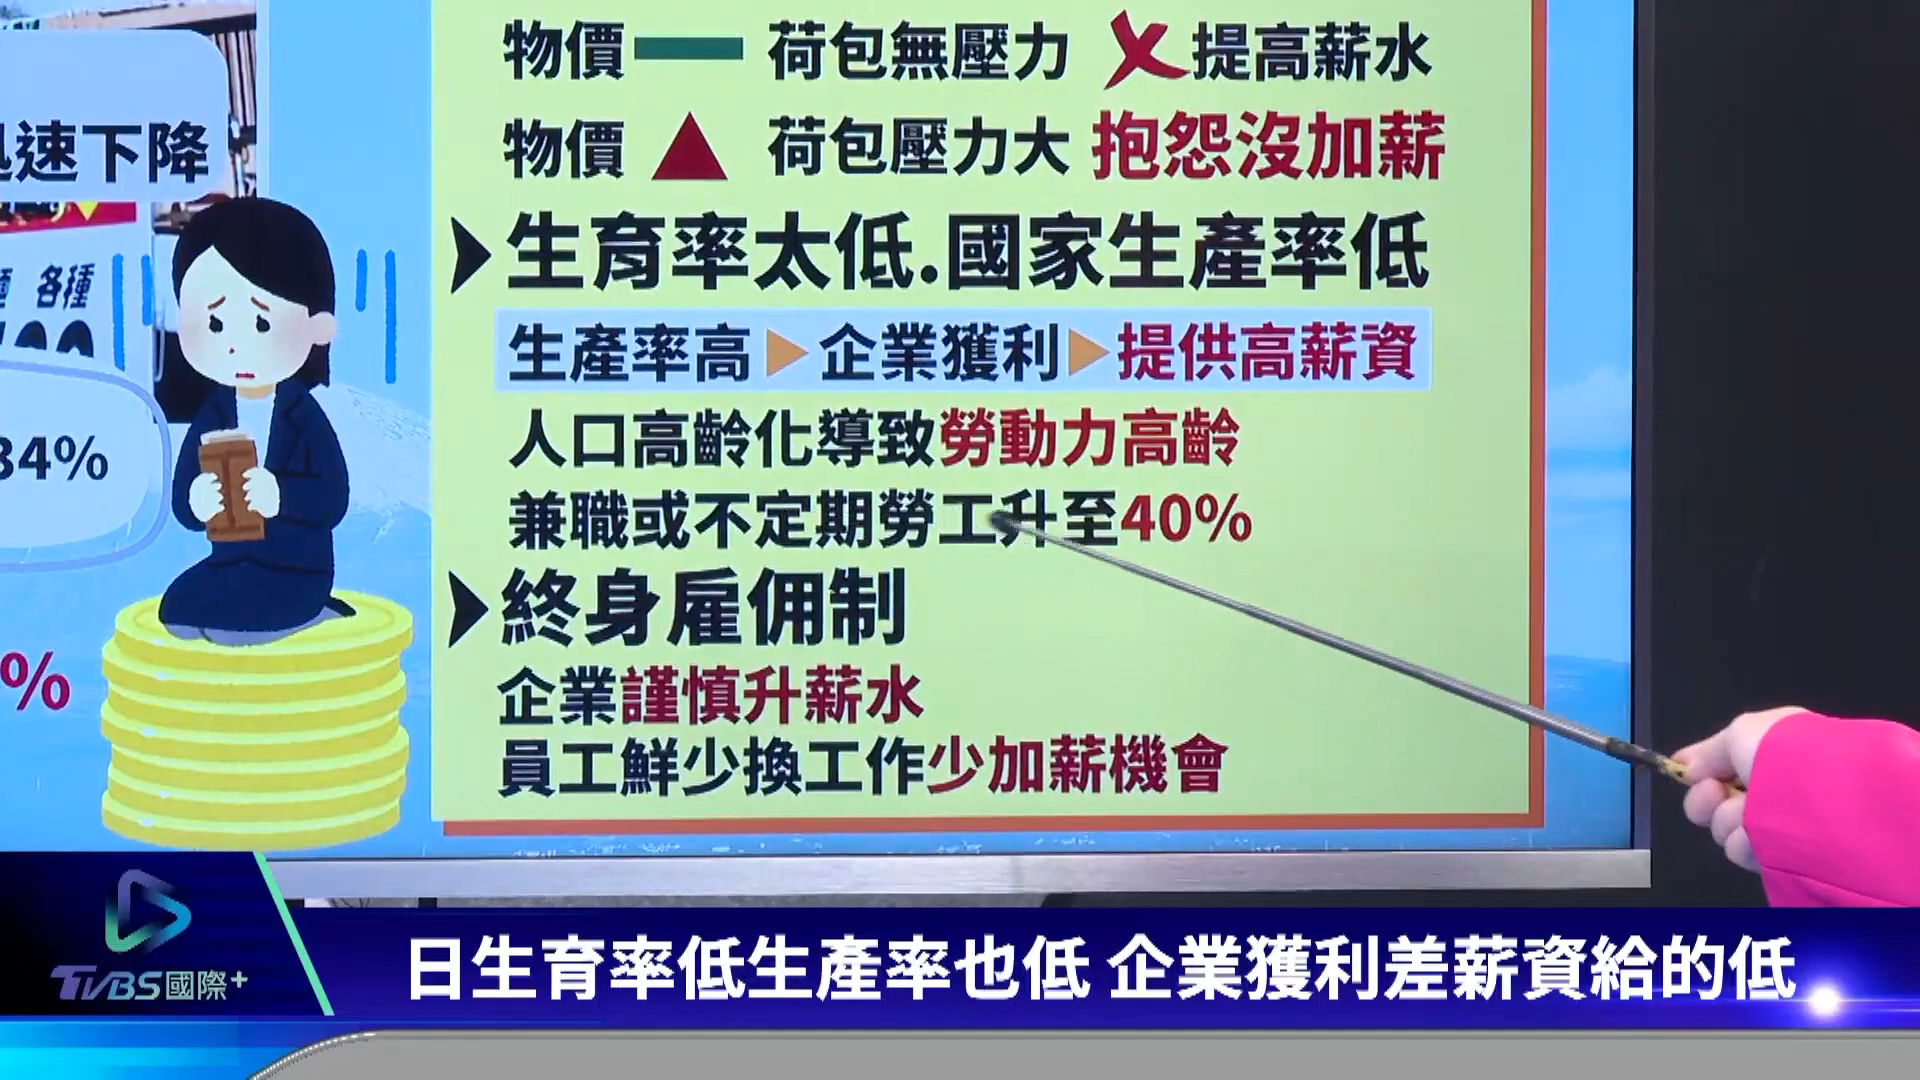 物價 荷包無壓力 提高薪水
物價 荷包壓力大 抱怨沒加薪
速下降
生育率太低.國家生產率低
各種
生產率高 企業獲利 提供高薪資
人口高齡化導致勞動力高齡
34%
兼職或不定期勞工升至40%
終身雇佣制
企業謹慎升薪水
%
員工鮮少換工作少加薪機會
日生育率低生產率也低 企業獲利差薪資給的低
TVBS國際+